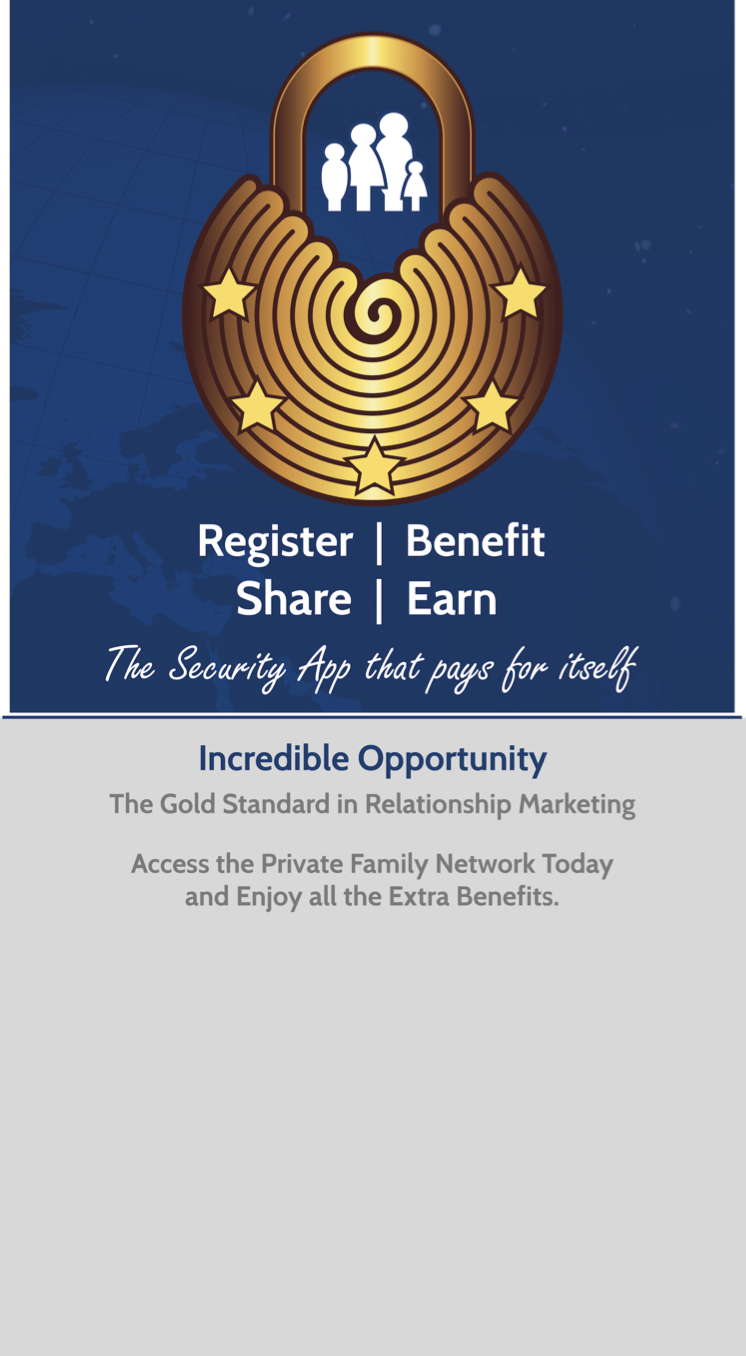 Register | Benefit
Share | Earn
The Security App that pays for itself
Incredible Opportunity
The Gold Standard in Relationship Marketing
Access the Private Family Network Today
and Enjoy all the Extra Benefits.